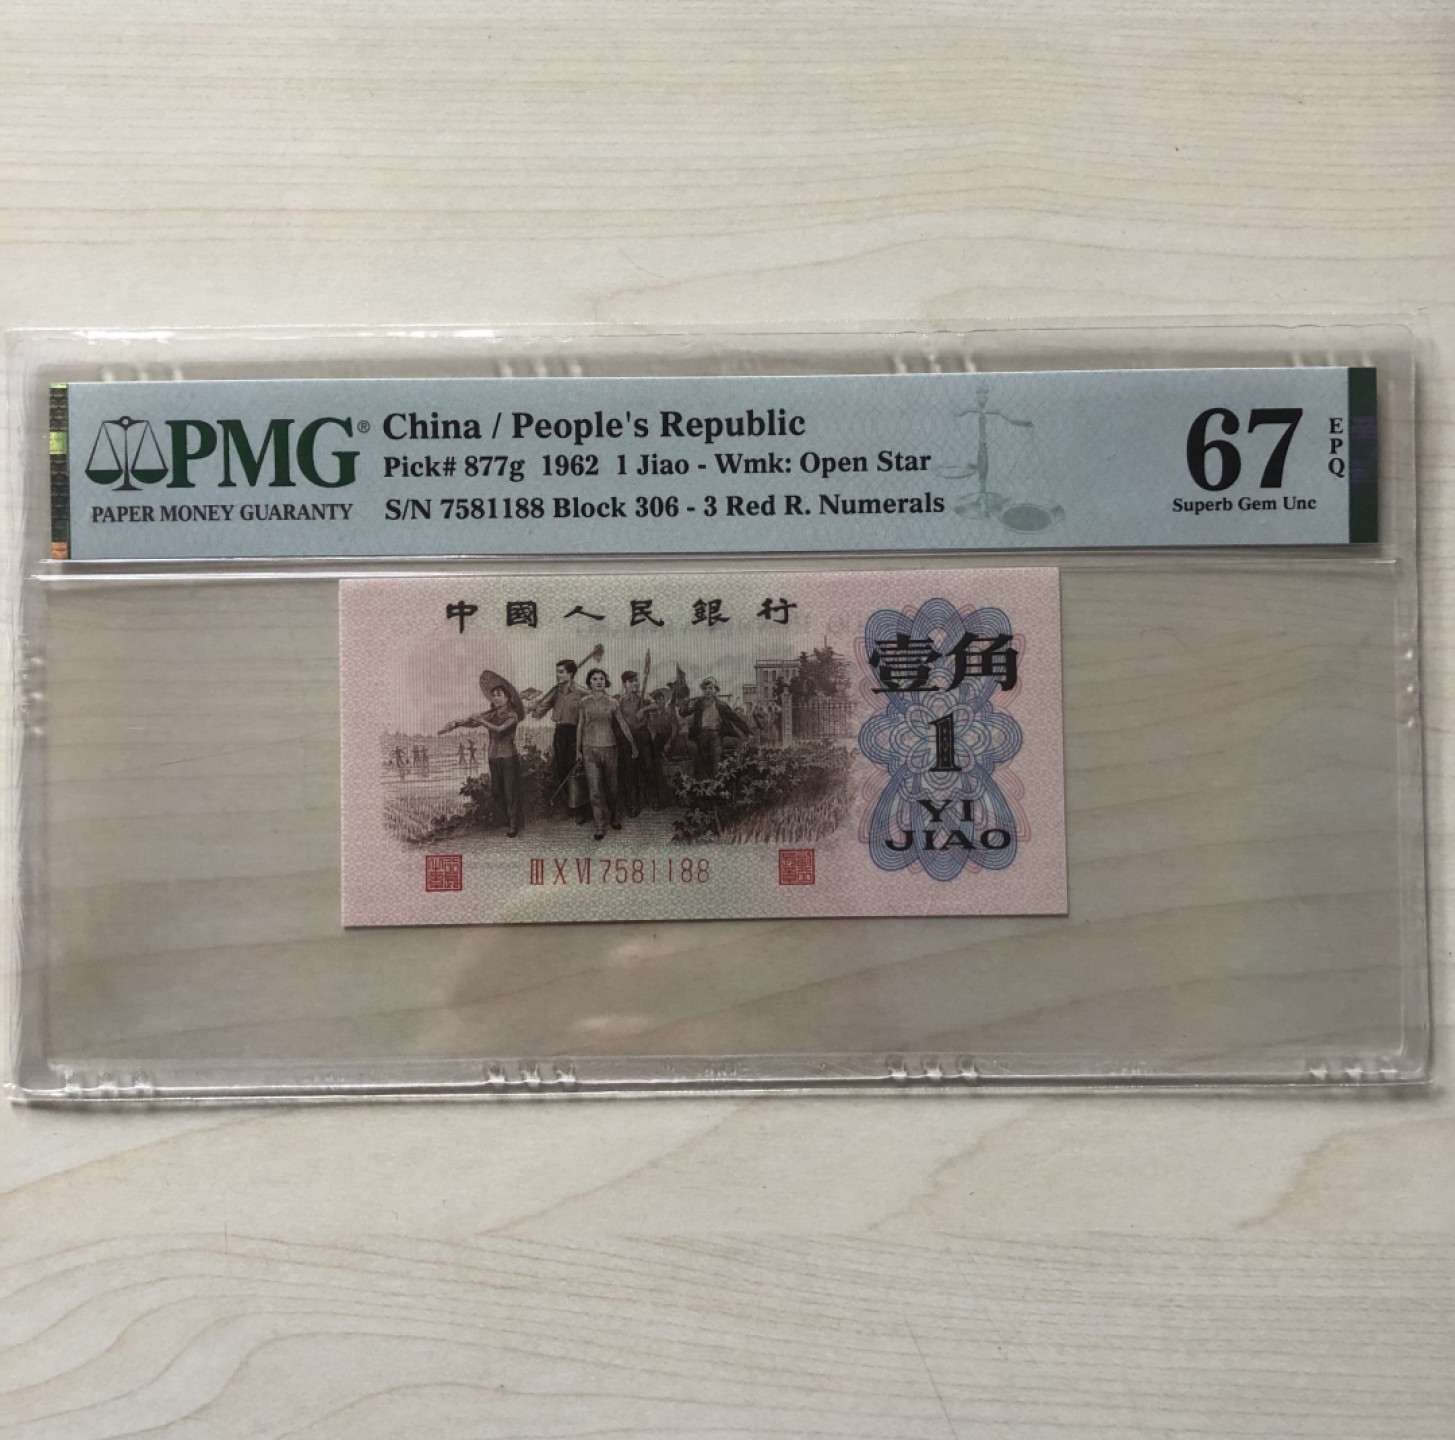 PMG®
PAPER MONEY GUARANTY
China / People's Republic
Pick# 877g 1962 1 Jiao - Wmk: Open Star
S/N 7581188 Block 306 - 3 Red R. Numerals
67
EPQ
Superb Gem Unc
中國人民銀行
壹角
1
YI
JIAO
III X VI 7581188